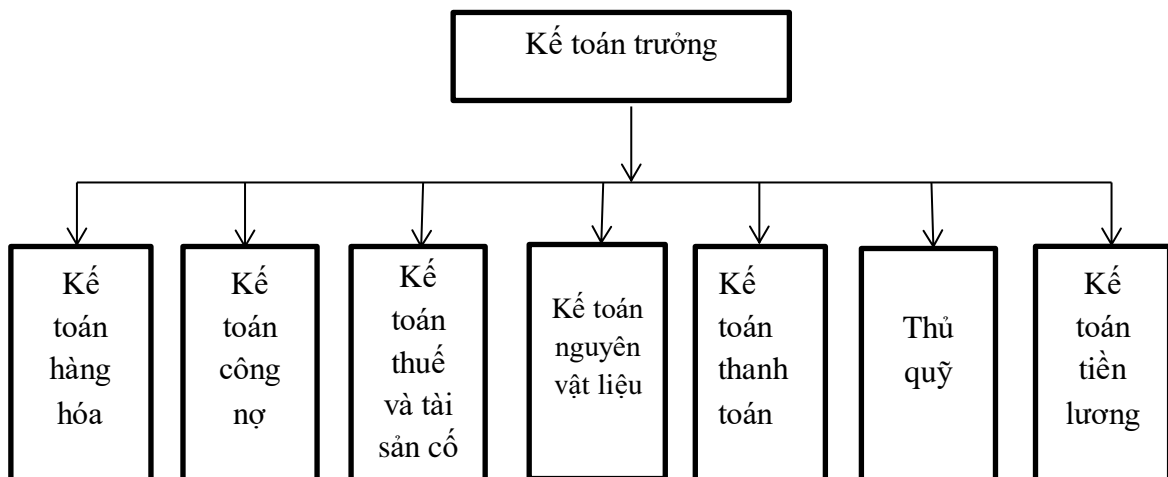 Kế toán trưởng
Kế
toán
hàng
hóa
Kế
toán
công
nợ
Kế
toán
thuế
và tài
sản cố
Kế toán
nguyên
vật liệu
Kế
toán
thanh
toán
Thủ
quỹ
Kế
toán
tiền
lương